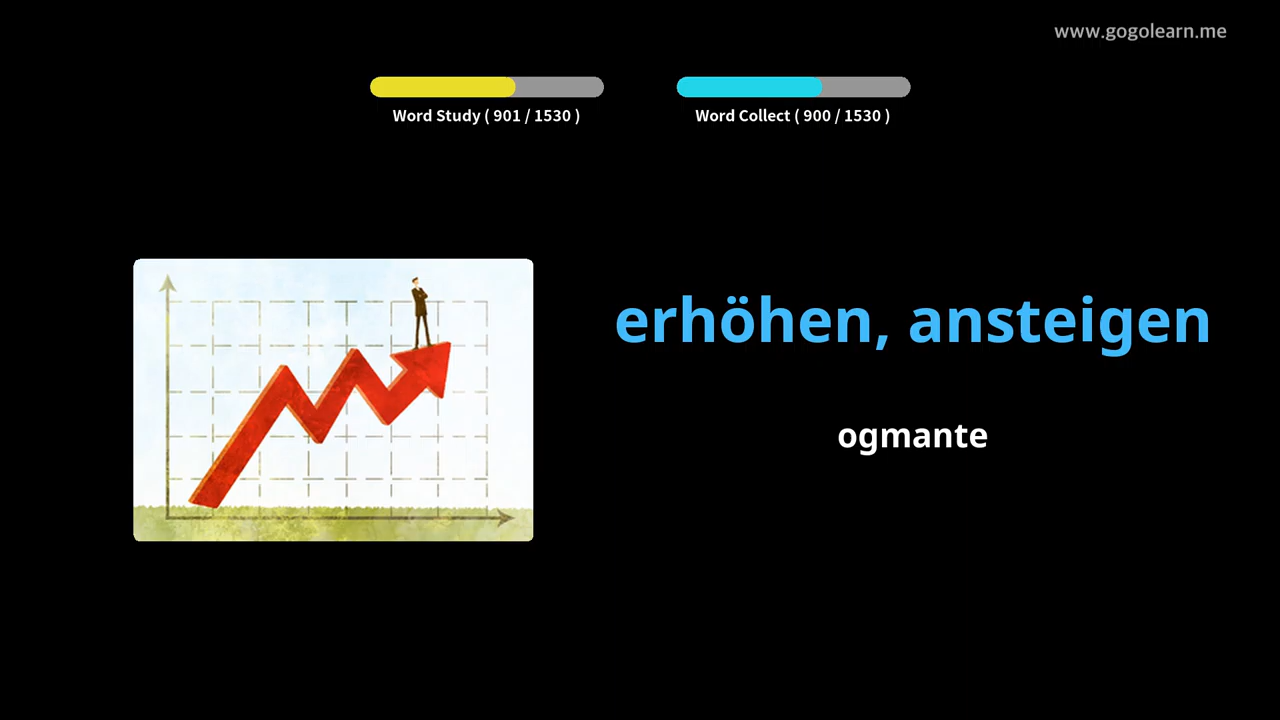 www.gogolearn.me
Word Study ( 901 / 1530 )
Word Collect ( 900 / 1530 )
erhöhen, ansteigen
ogmante